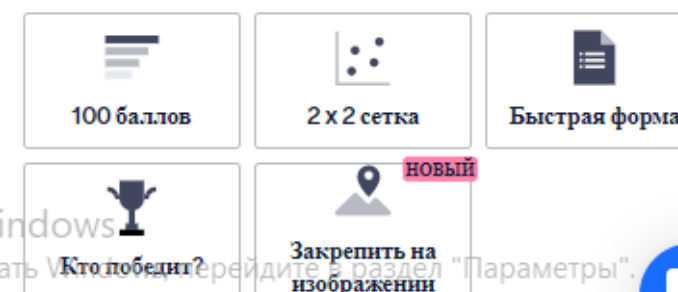 100 баллов
2 x 2 сетка
Быстрая форма
новый
indows
Кто победит?
Закрепить на
изображении
ать Windows, перейдите в раздел "Параметры".